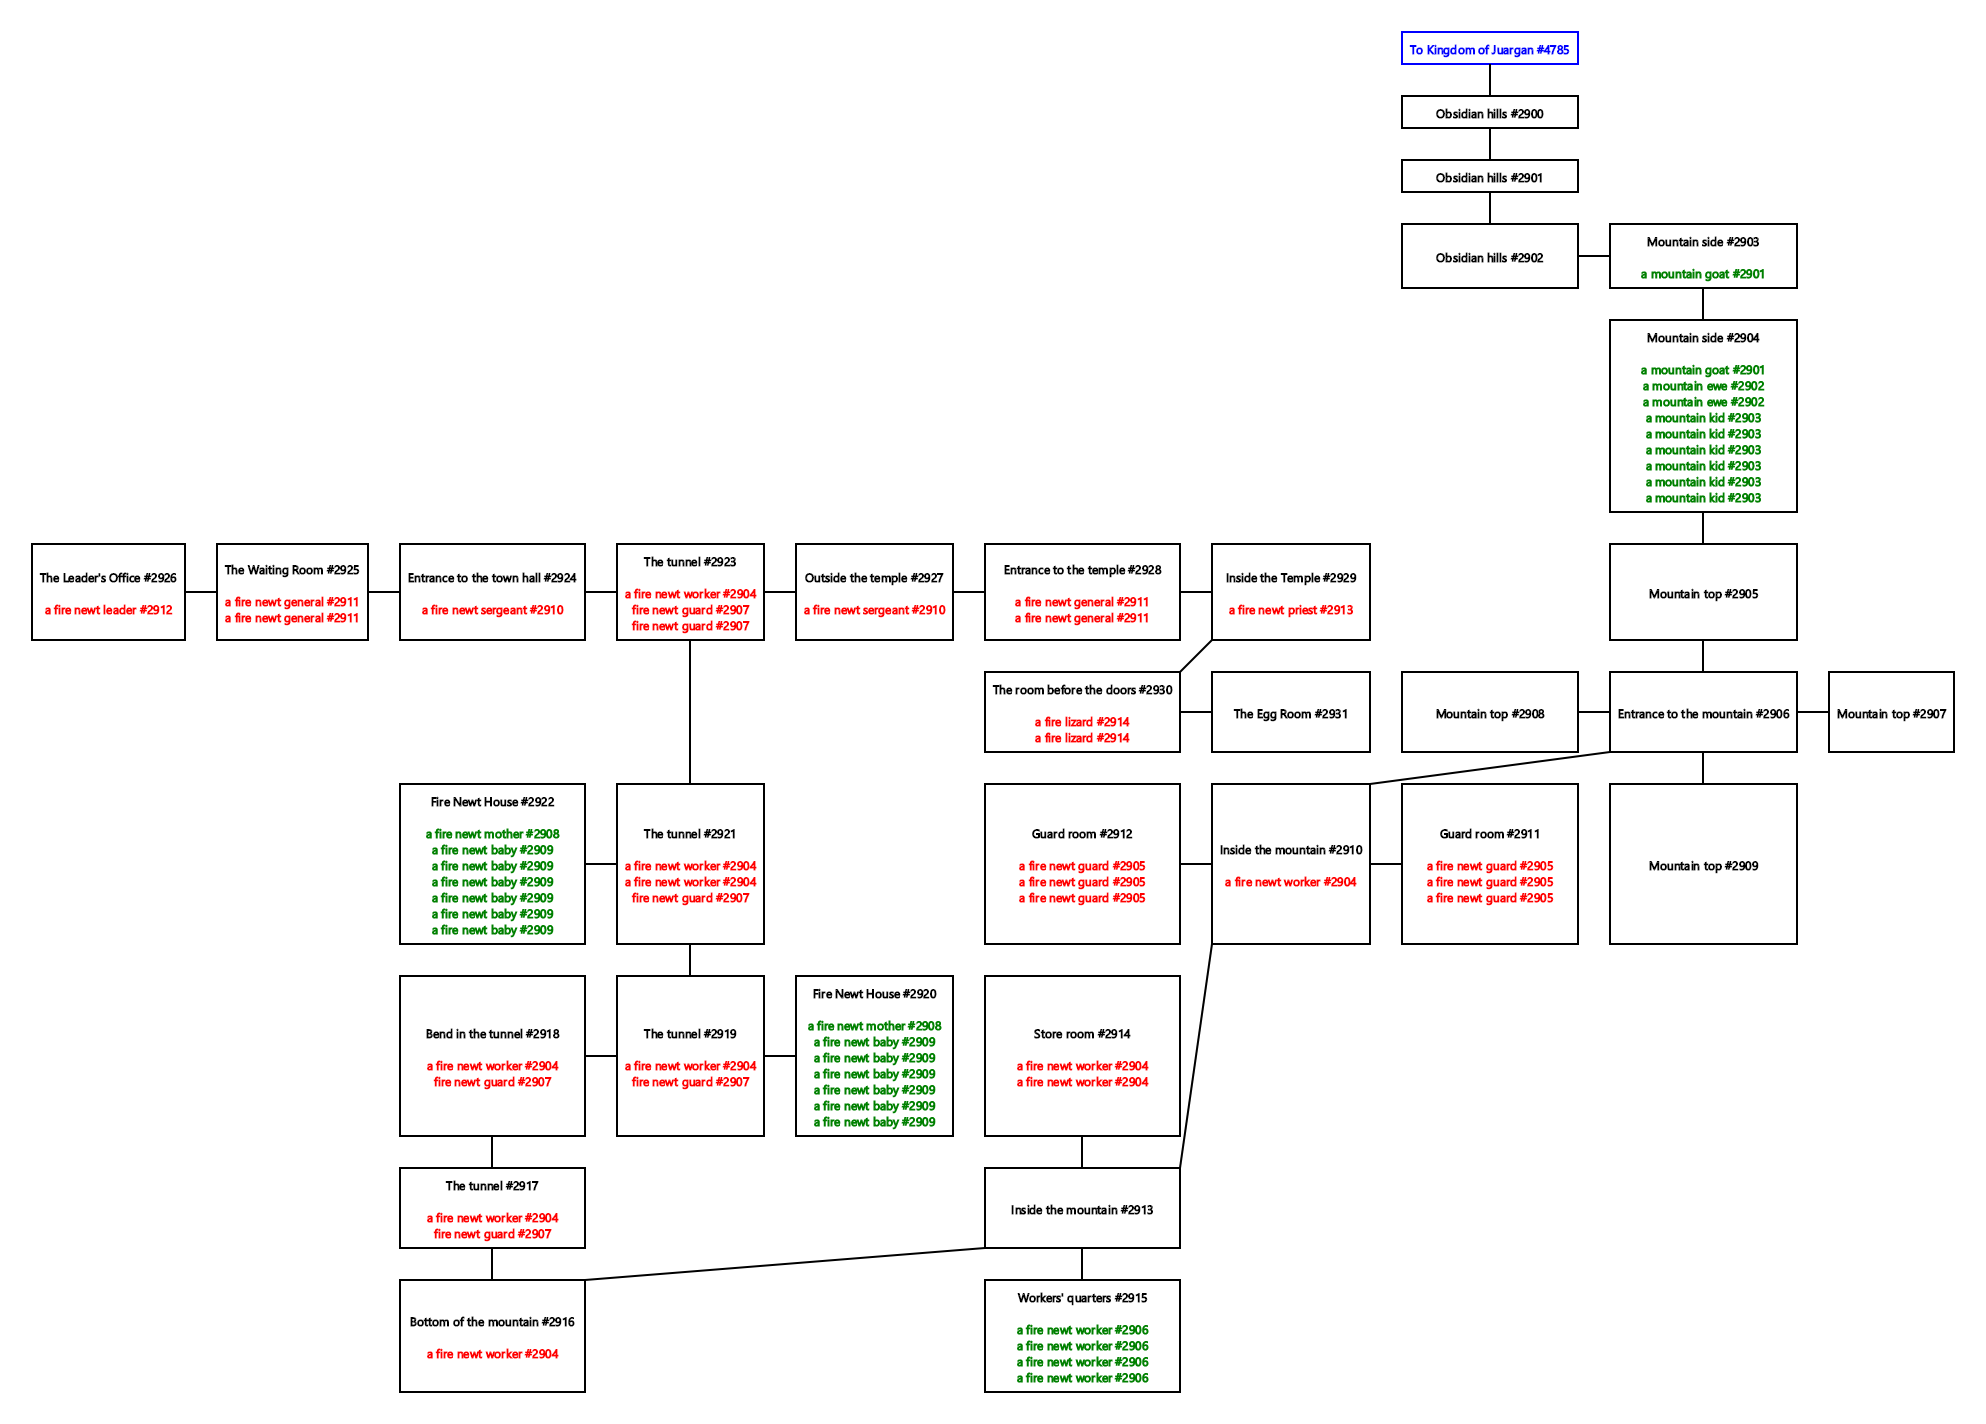 To Kingdom of Juargan #4785
Obsidian hills #2900
Obsidian hills #2901
Obsidian hills #2902
Mountain side #2903
a mountain goat #2901
Mountain side #2904
a mountain goat #2901
a mountain ewe #2902
a mountain ewe #2902
a mountain kid #2903
a mountain kid #2903
a mountain kid #2903
a mountain kid #2903
a mountain kid #2903
a mountain kid #2903
The Leader's Office #2926
a fire newt leader #2912
The Waiting Room #2925
a fire newt general #2911
a fire newt general #2911
Entrance to the town hall #2924
a fire newt sergeant #2910
The tunnel #2923
a fire newt worker #2904
fire newt guard #2907
fire newt guard #2907
Outside the temple #2927
a fire newt sergeant #2910
Entrance to the temple #2928
a fire newt general #2911
a fire newt general #2911
Inside the Temple #2929
a fire newt priest #2913
Mountain top #2905
The room before the doors #2930
a fire lizard #2914
a fire lizard #2914
The Egg Room #2931
Mountain top #2908
Entrance to the mountain #2906
Mountain top #2907
Fire Newt House #2922
a fire newt mother #2908
a fire newt baby #2909
a fire newt baby #2909
a fire newt baby #2909
a fire newt baby #2909
a fire newt baby #2909
a fire newt baby #2909
The tunnel #2921
a fire newt worker #2904
a fire newt worker #2904
fire newt guard #2907
Guard room #2912
a fire newt guard #2905
a fire newt guard #2905
a fire newt guard #2905
Inside the mountain #2910
a fire newt worker #2904
Guard room #2911
a fire newt guard #2905
a fire newt guard #2905
a fire newt guard #2905
Mountain top #2909
Bend in the tunnel #2918
a fire newt worker #2904
fire newt guard #2907
The tunnel #2919
a fire newt worker #2904
fire newt guard #2907
Fire Newt House #2920
a fire newt mother #2908
a fire newt baby #2909
a fire newt baby #2909
a fire newt baby #2909
a fire newt baby #2909
a fire newt baby #2909
a fire newt baby #2909
Store room #2914
a fire newt worker #2904
a fire newt worker #2904
The tunnel #2917
a fire newt worker #2904
fire newt guard #2907
Inside the mountain #2913
Bottom of the mountain #2916
a fire newt worker #2904
Workers' quarters #2915
a fire newt worker #2906
a fire newt worker #2906
a fire newt worker #2906
a fire newt worker #2906